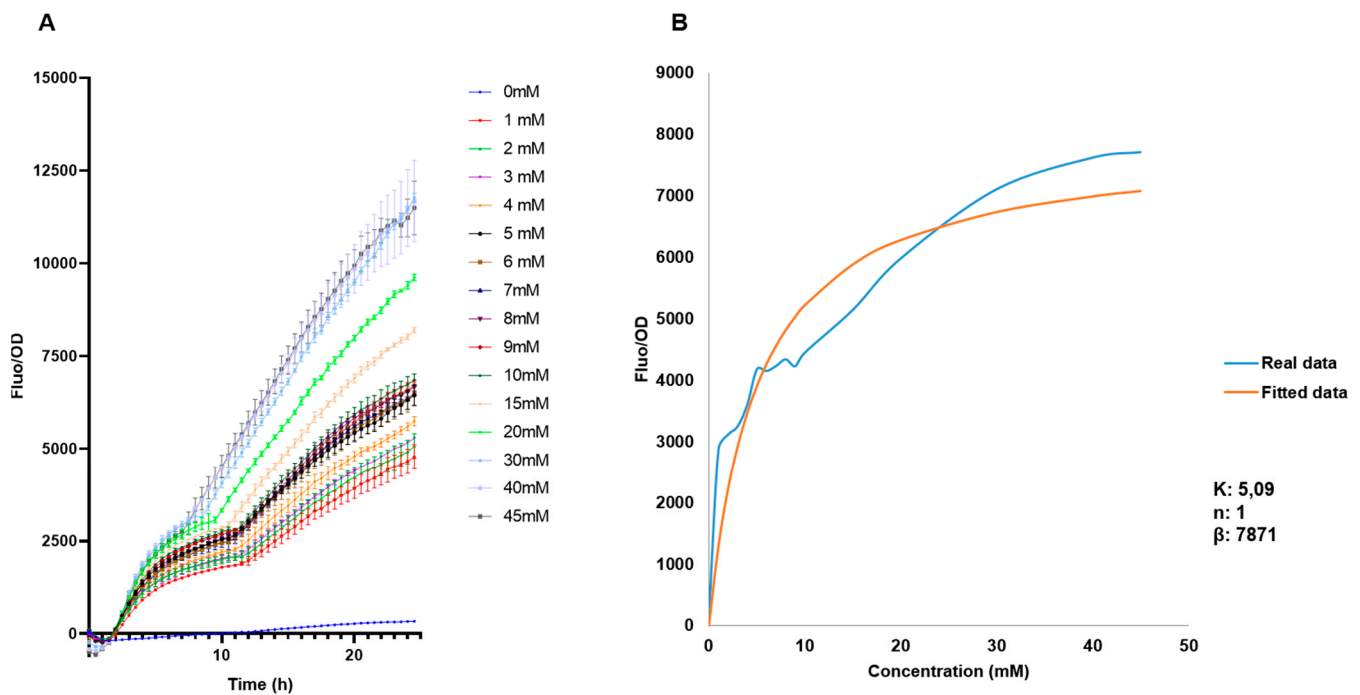 A
15000
12500
10000
7500
5000
2500
0
10
20
Fluo/OD
Time (h)
0mM
1 mM
2 mM
3 mM
4 mM
5 mM
6 mM
7mM
8mM
9mM
10mM
15mM
20mM
30mM
40mM
45mM
B
9000
8000
7000
6000
5000
4000
3000
2000
1000
0
0
10
20
30
40
50
Fluo/OD
Concentration (mM)
Real data
Fitted data
K: 5,09
n: 1
β: 7871